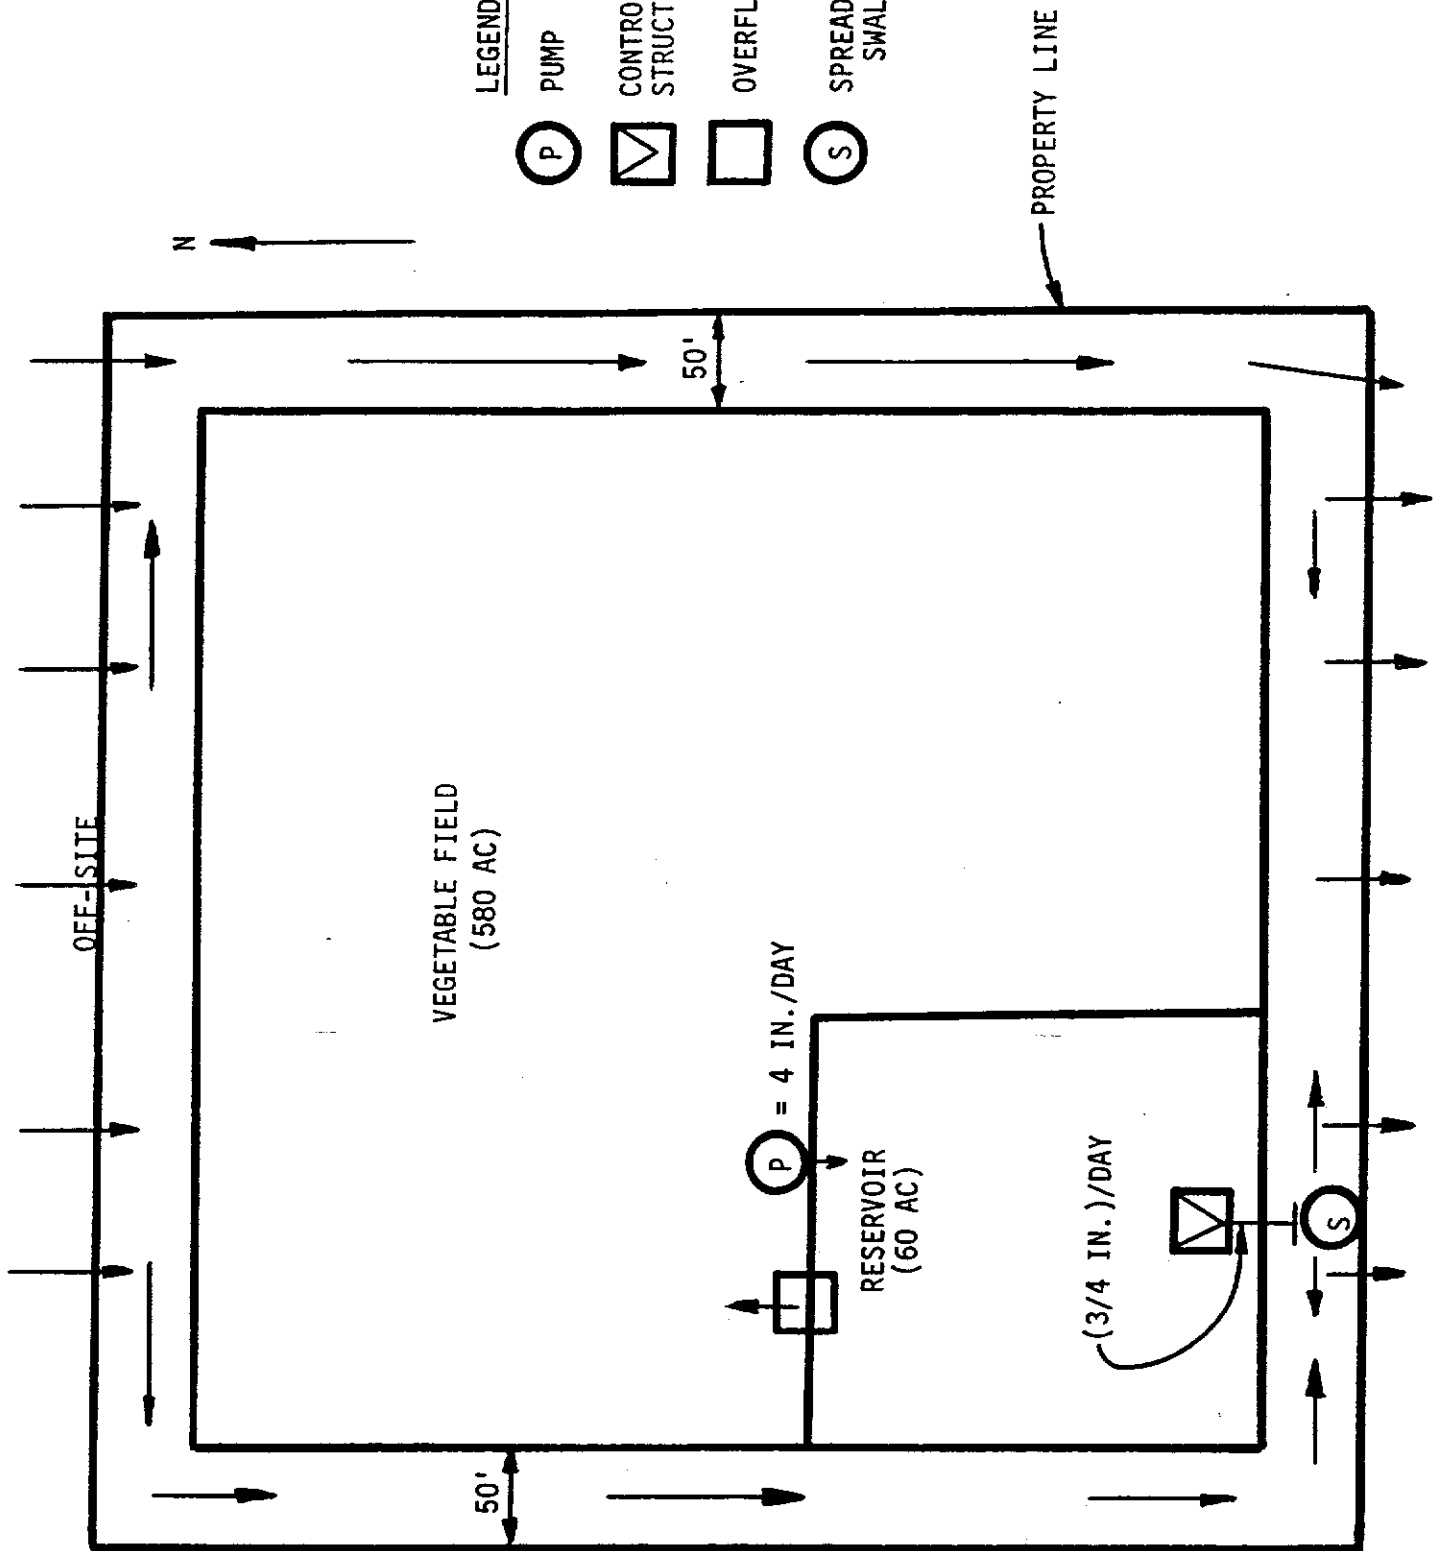 LEGEND
P PUMP
CONTRO
STRUCT
OVERFL
S SPREAD
SWAL
N
PROPERTY LINE
OFF-SITE
50'
VEGETABLE FIELD
(580 AC)
P = 4 IN./DAY
RESERVOIR
(60 AC)
(3/4 IN.)/DAY
S
50'